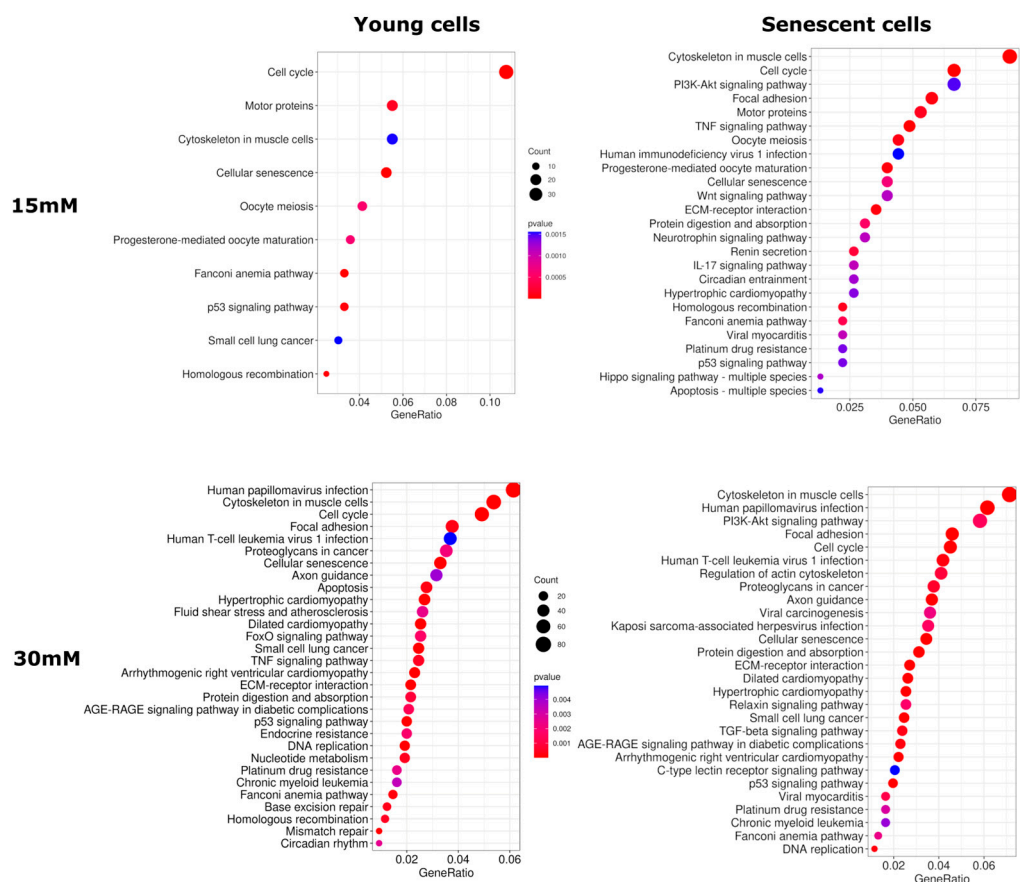 Young cells
Senescent cells
15mM
Cell cycle
Motor proteins
Cytoskeleton in muscle cells
Cellular senescence
Oocyte meiosis
Progesterone-mediated oocyte maturation
Fanconi anemia pathway
p53 signaling pathway
Small cell lung cancer
Homologous recombination
0.04 0.06 0.08 0.10
GeneRatio
Count
10
20
30
pvalue
0.0015
0.0010
0.0005
Cytoskeleton in muscle cells
Cell cycle
PI3K-Akt signaling pathway
Focal adhesion
Motor proteins
TNF signaling pathway
Oocyte meiosis
Human immunodeficiency virus 1 infection
Progesterone-mediated oocyte maturation
Cellular senescence
Wnt signaling pathway
ECM-receptor interaction
Protein digestion and absorption
Neurotrophin signaling pathway
Renin secretion
IL-17 signaling pathway
Circadian entrainment
Hypertrophic cardiomyopathy
Homologous recombination
Fanconi anemia pathway
Viral myocarditis
Platinum drug resistance
p53 signaling pathway
Hippo signaling pathway - multiple species
Apoptosis - multiple species
0.025 0.050 0.075
GeneRatio
30mM
Human papillomavirus infection
Cytoskeleton in muscle cells
Cell cycle
Focal adhesion
Human T-cell leukemia virus 1 infection
Proteoglycans in cancer
Cellular senescence
Axon guidance
Apoptosis
Hypertrophic cardiomyopathy
Fluid shear stress and atherosclerosis
Dilated cardiomyopathy
FoxO signaling pathway
Small cell lung cancer
TNF signaling pathway
Arrhythmogenic right ventricular cardiomyopathy
ECM-receptor interaction
Protein digestion and absorption
AGE-RAGE signaling pathway in diabetic complications
p53 signaling pathway
Endocrine resistance
DNA replication
Nucleotide metabolism
Platinum drug resistance
Chronic myeloid leukemia
Fanconi anemia pathway
Base excision repair
Homologous recombination
Mismatch repair
Circadian rhythm
0.02 0.04 0.06
GeneRatio
Count
20
40
60
80
pvalue
0.004
0.003
0.002
0.001
Cytoskeleton in muscle cells
Human papillomavirus infection
PI3K-Akt signaling pathway
Focal adhesion
Cell cycle
Human T-cell leukemia virus 1 infection
Regulation of actin cytoskeleton
Proteoglycans in cancer
Axon guidance
Viral carcinogenesis
Kaposi sarcoma-associated herpesvirus infection
Cellular senescence
Protein digestion and absorption
ECM-receptor interaction
Dilated cardiomyopathy
Hypertrophic cardiomyopathy
Relaxin signaling pathway
Small cell lung cancer
TGF-beta signaling pathway
AGE-RAGE signaling pathway in diabetic complications
Arrhythmogenic right ventricular cardiomyopathy
C-type lectin receptor signaling pathway
p53 signaling pathway
Viral myocarditis
Platinum drug resistance
Chronic myeloid leukemia
Fanconi anemia pathway
DNA replication
0.02 0.04 0.06
GeneRatio